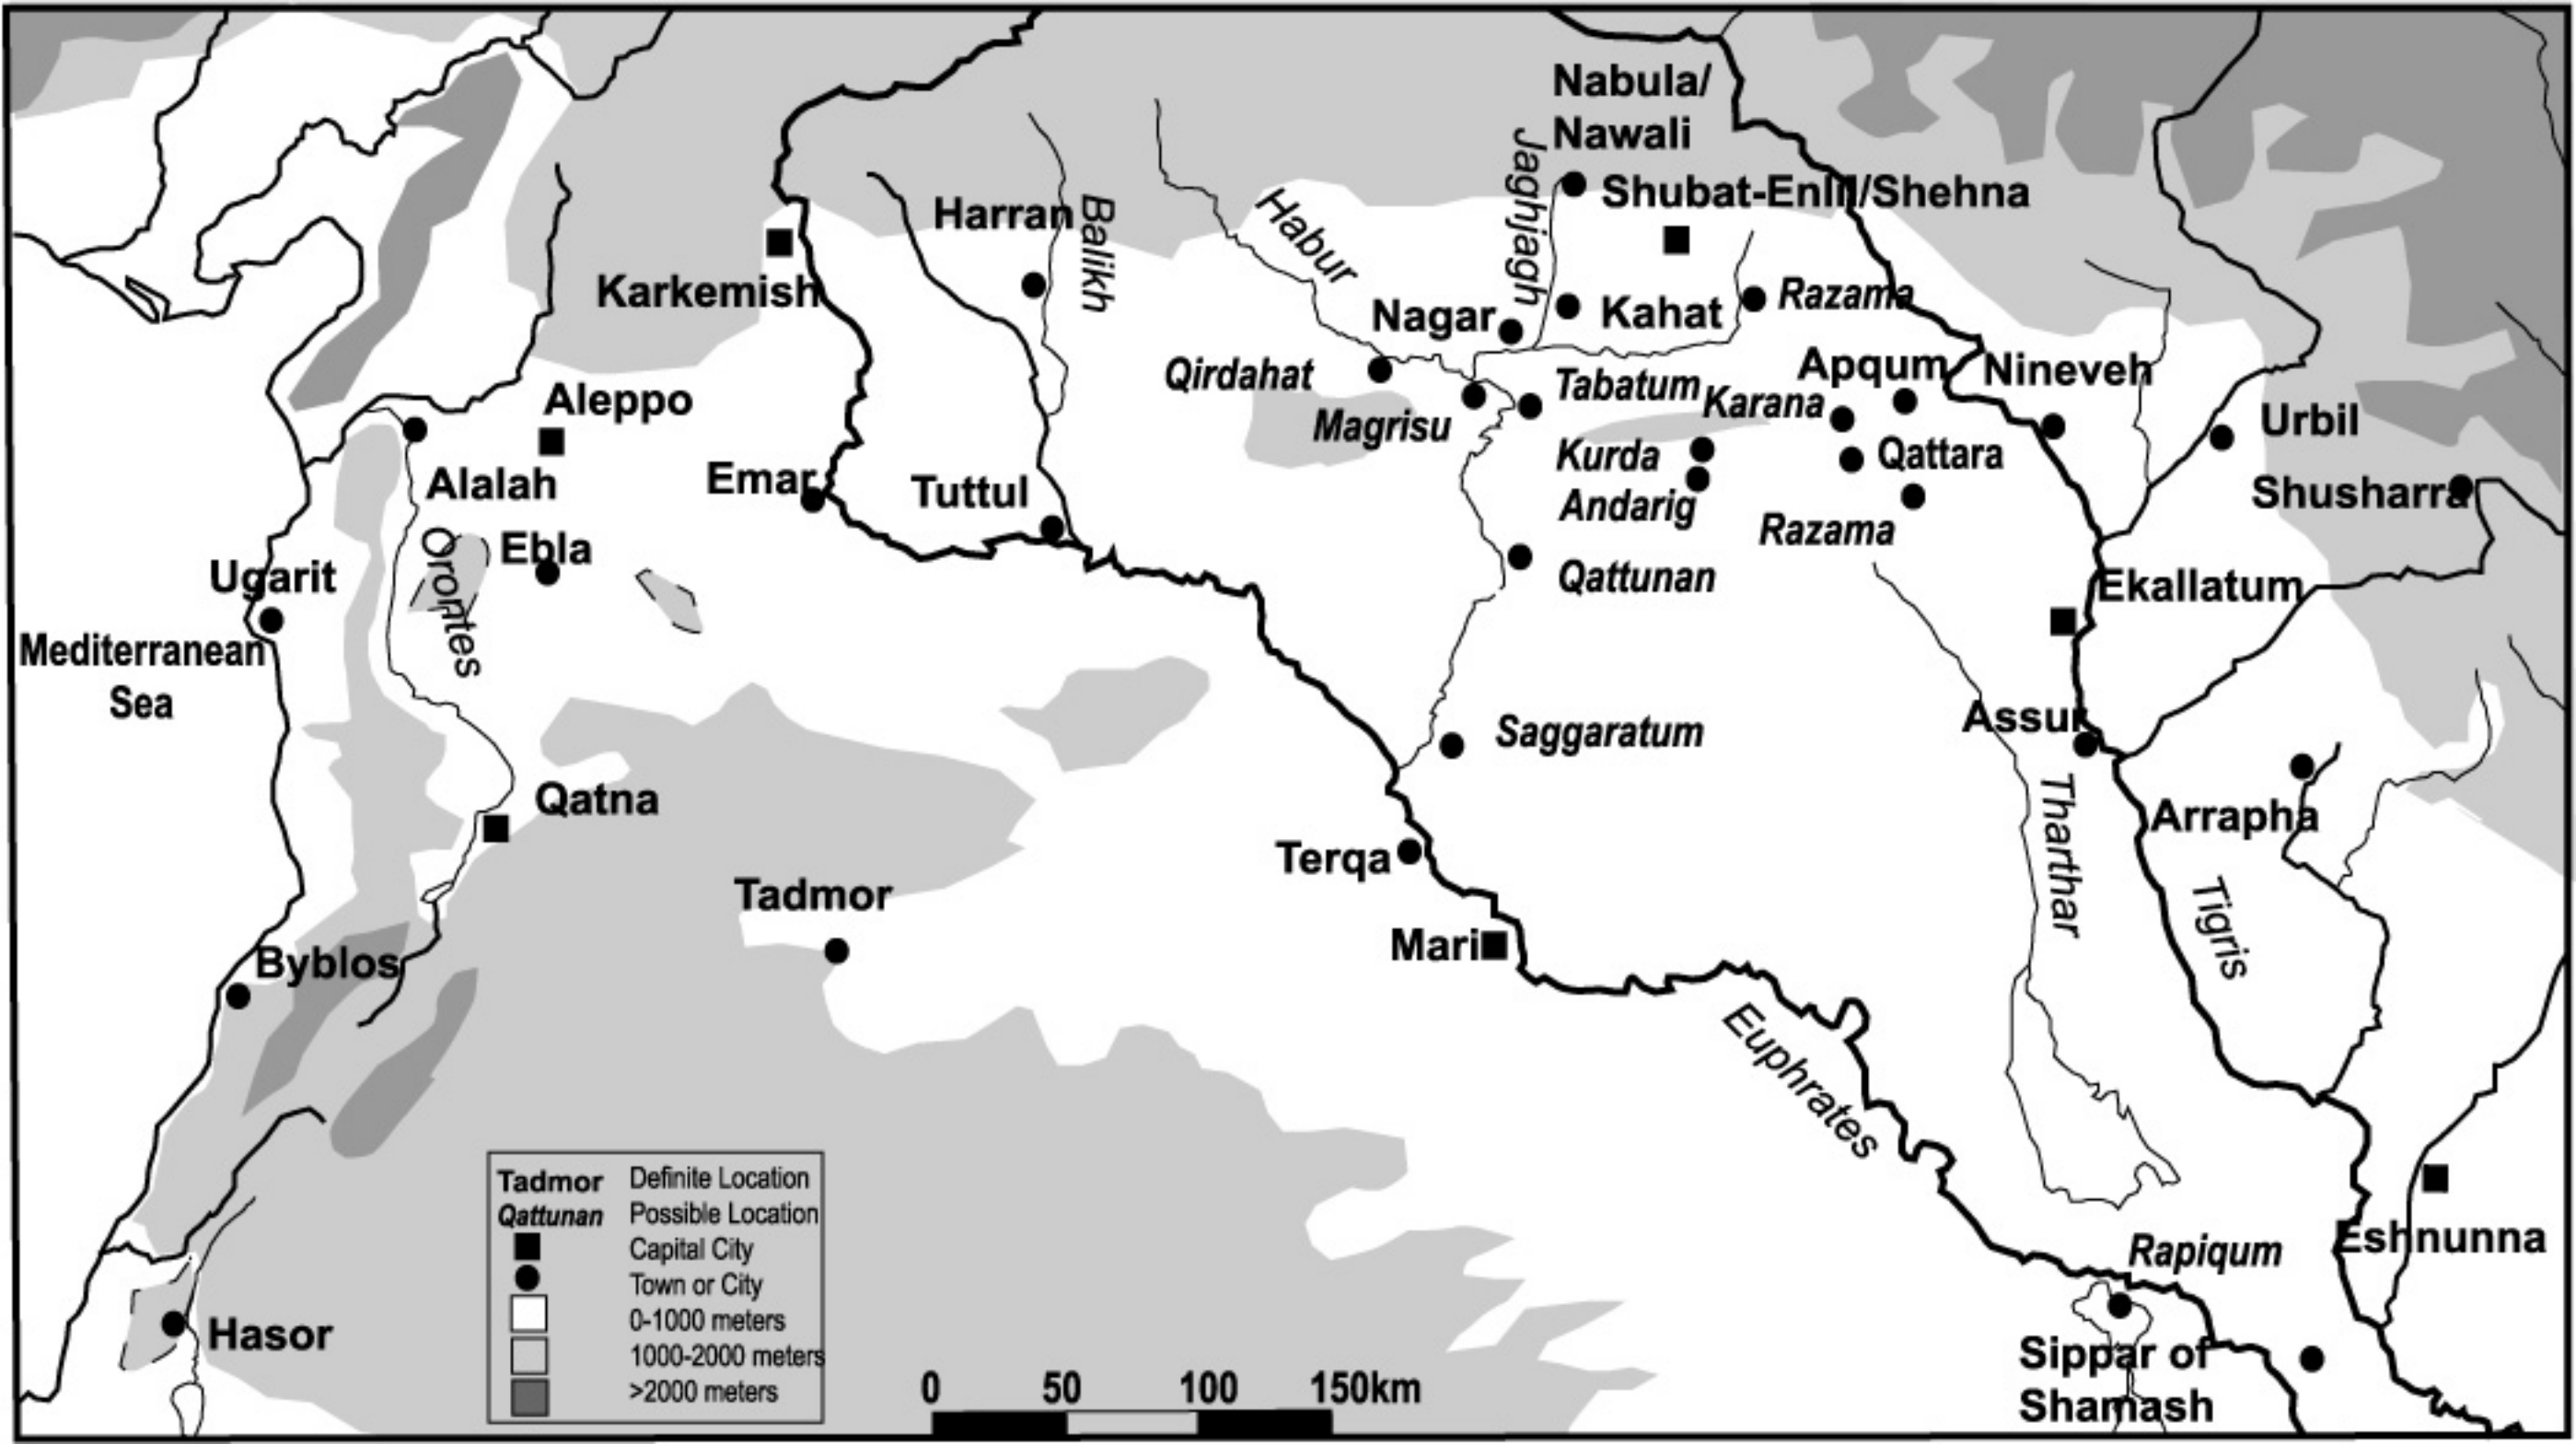 Nabula/
Nawali
Jaghjagh
Shubat-Enlil/Shehna
Harran
Balikh
Habur
Karkemish
Nagar
Kahat
Razama
Qirdahat
Magrisu
Tabatum
Karana
Apqum
Nineveh
Aleppo
Alalah
Emar
Tuttul
Kurda
Andarig
Qattara
Razama
Urbil
Shusharra
Orontes
Ebla
Ugarit
Qattunan
Ekallatum
Mediterranean
Sea
Saggaratum
Assur
Tharthar
Arrapha
Qatna
Terqa
Tigris
Tadmor
Mari
Byblos
Euphrates
Eshnunna
Rapiqum
Hasor
Sippar of
Shamash
Tadmor Definite Location
Qattunan Possible Location
Capital City
Town or City
0-1000 meters
1000-2000 meters
>2000 meters
0 50 100 150km